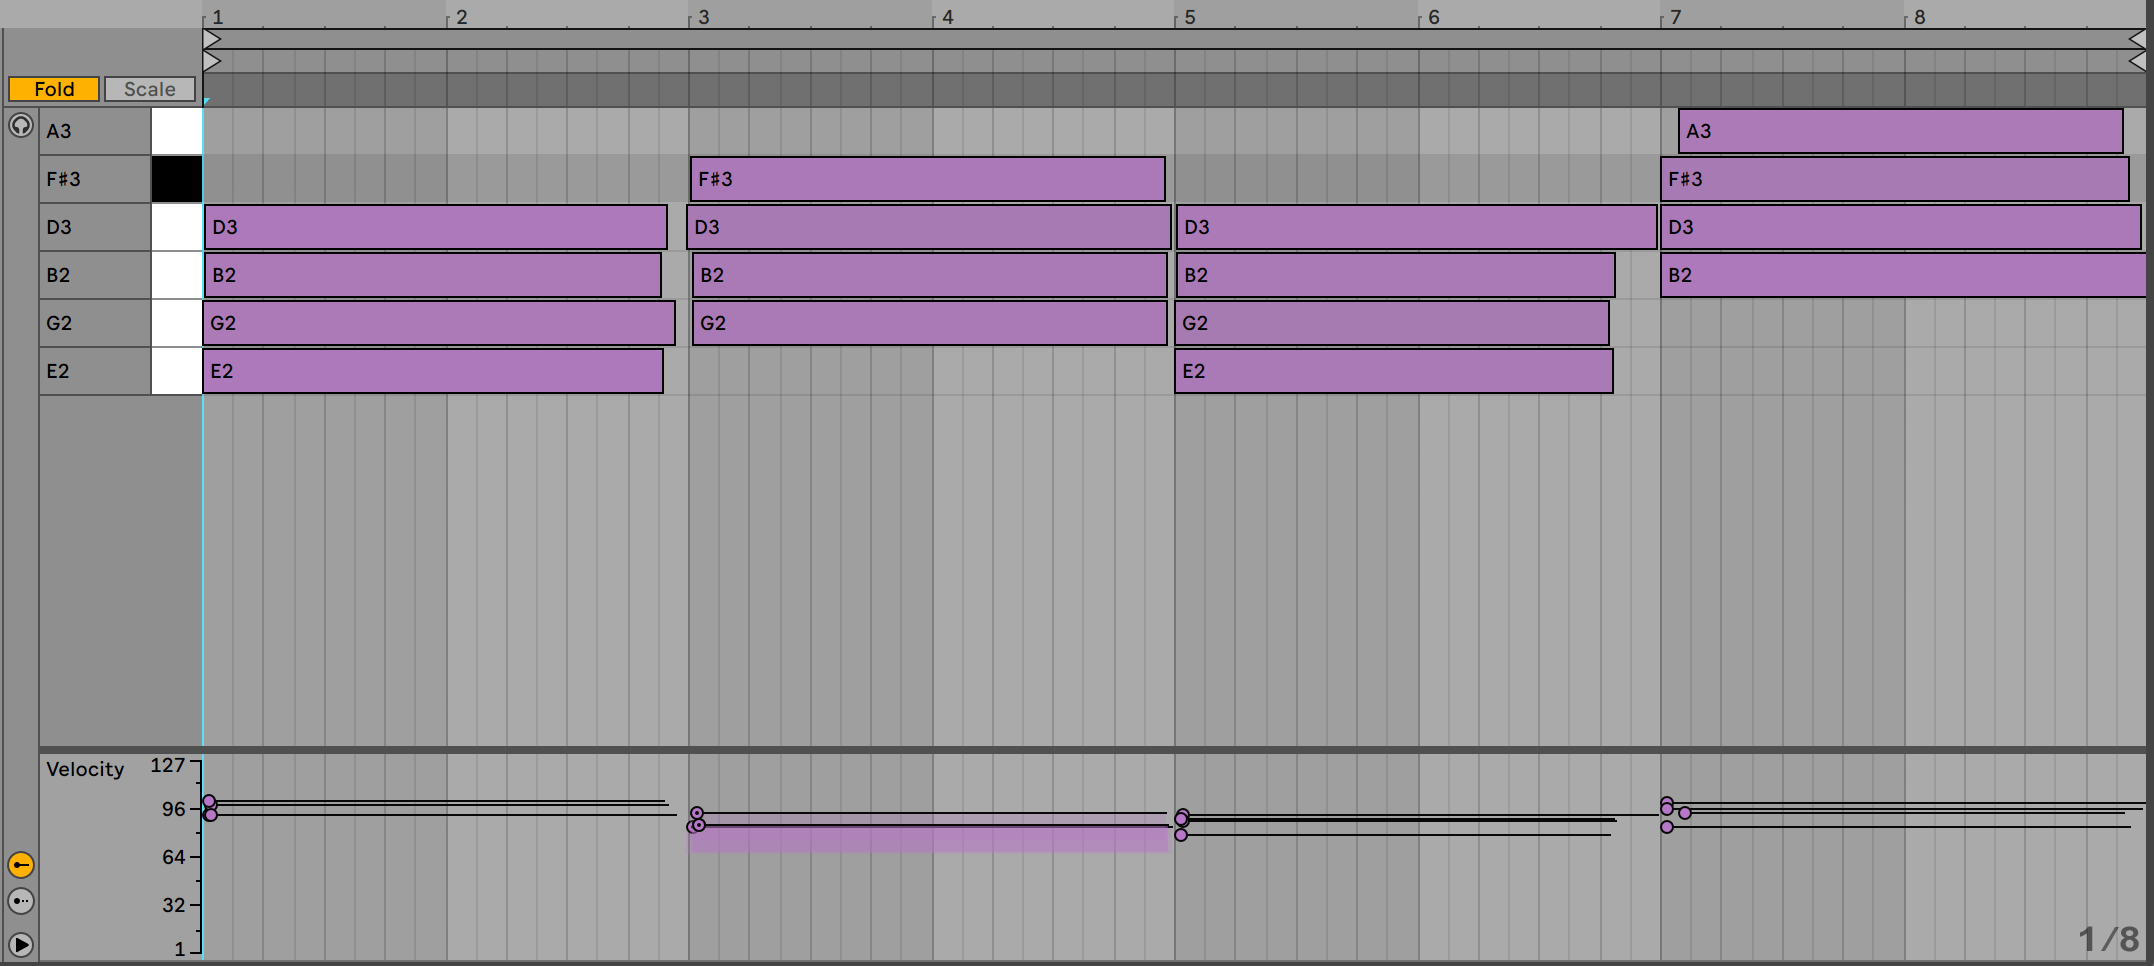 1 2 3 4 5 6 7 8
Fold Scale
A3 A3
F♯3 F♯3 F♯3
D3 D3 D3 D3 D3
B2 B2 B2 B2 B2
G2 G2 G2 G2
E2 E2 E2
Velocity 127
96
64
32
1
1/8